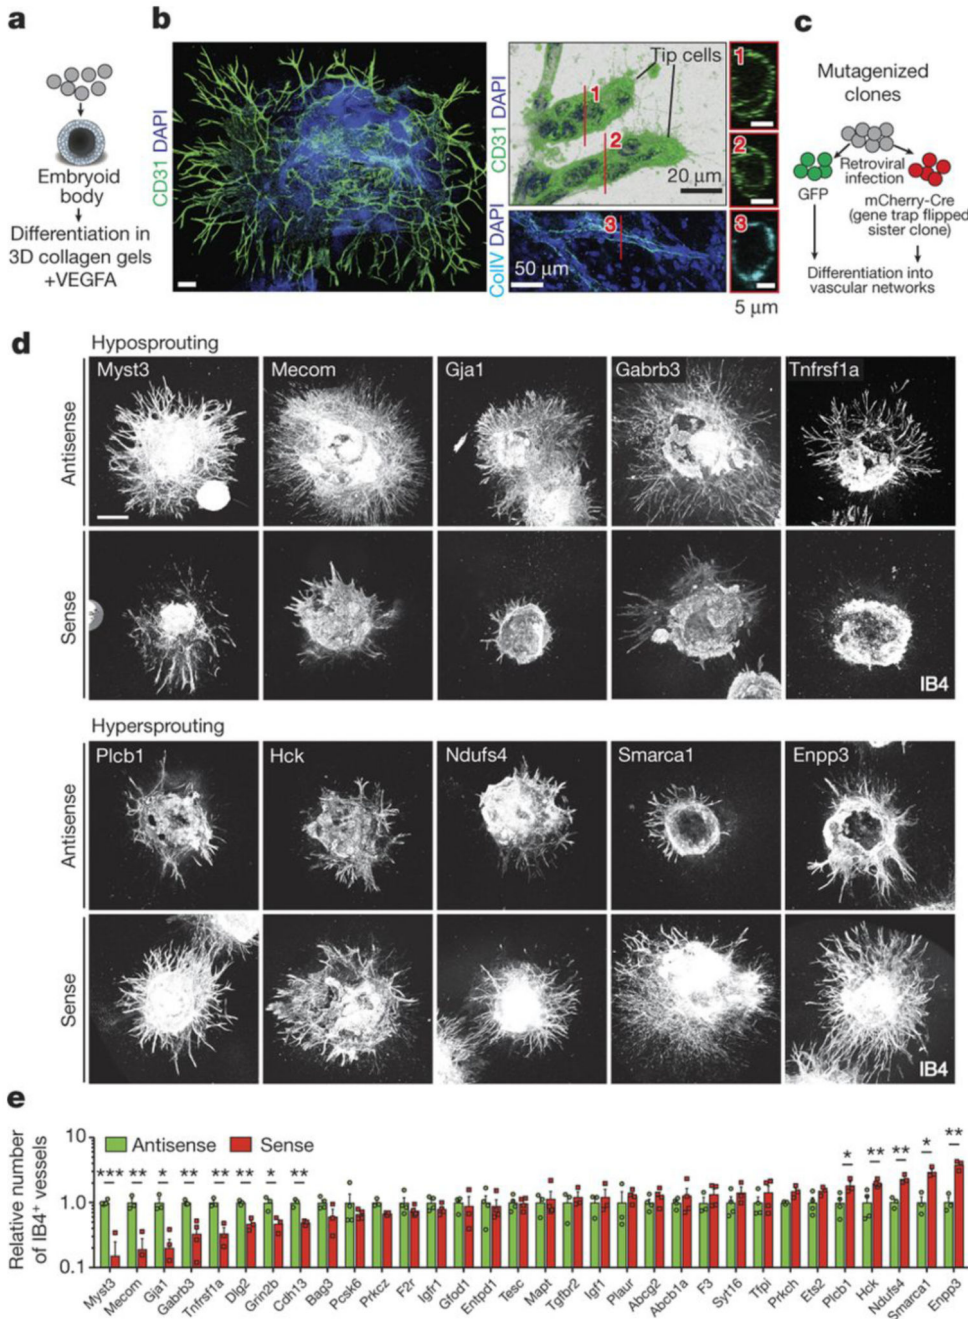 a
Embryoid
body
Differentiation in
3D collagen gels
+VEGFA
b
CD31 DAPI
CD31 DAPI
Tip cells
1
2
20 μm
CollV DAPI
3
50 μm
1
2
3
5 μm
c
Mutagenized
clones
Retroviral
infection
GFP
mCherry-Cre
(gene trap flipped
sister clone)
Differentiation into
vascular networks
d
Hyposprouting
Antisense
Myst3
Mecom
Gja1
Gabrb3
Tnfrsf1a
Sense
IB4
Hypersprouting
Antisense
Plcb1
Hck
Ndufs4
Smarca1
Enpp3
Sense
IB4
e
Relative number
of IB4+ vessels
10
1.0
0.1
Antisense
Sense
***
**
*
**
**
**
*
**
*
**
**
*
**
Myst3
Mecom
Gja1
Gabrb3
Tnfrsf1a
Dlg2
Grin2b
Cdh13
Bag3
Pcsk6
Prkcz
F2r
Igfr1
Gfod1
Entpd1
Tesc
Mapt
Tgfbr2
Igf1
Plaur
Abcg2
Abcb1a
F3
Syt16
Tfpi
Prkch
Ets2
Plcb1
Hck
Ndufs4
Smarca1
Enpp3